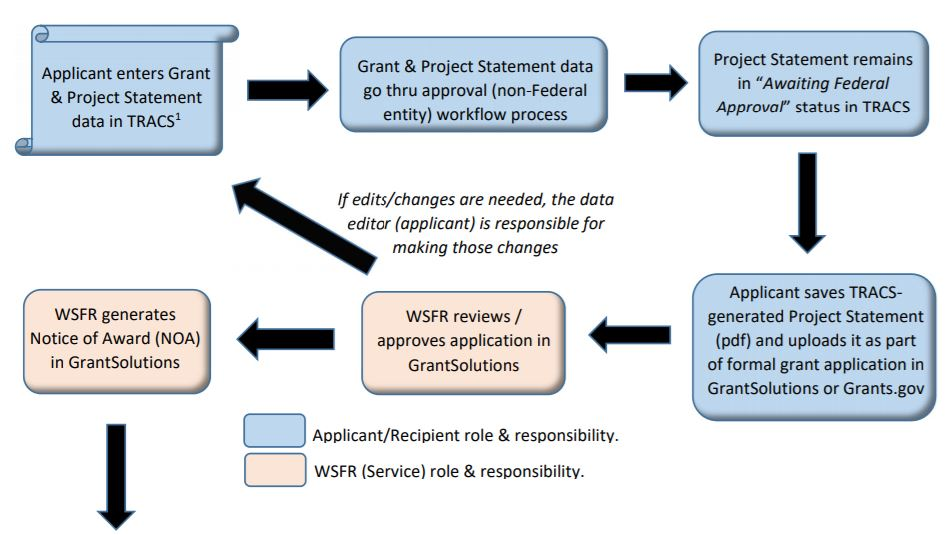 Applicant enters Grant
& Project Statement
data in TRACS¹
Grant & Project Statement data
go thru approval (non-Federal
entity) workflow process
Project Statement remains
in “Awaiting Federal
Approval” status in TRACS
If edits/changes are needed, the data
editor (applicant) is responsible for
making those changes
WSFR generates
Notice of Award (NOA)
in GrantSolutions
WSFR reviews /
approves application in
GrantSolutions
Applicant saves TRACS-
generated Project Statement
(pdf) and uploads it as part
of formal grant application in
GrantSolutions or Grants.gov
Applicant/Recipient role & responsibility.
WSFR (Service) role & responsibility.